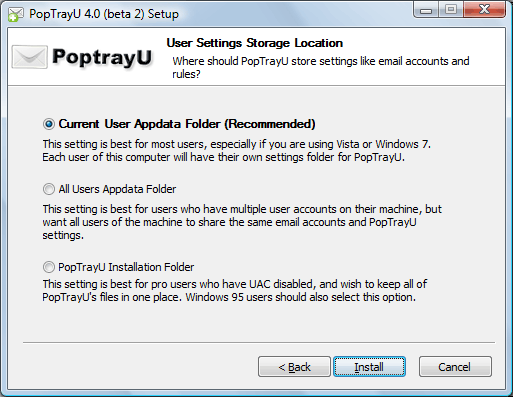 PopTrayU 4.0 (beta 2) Setup
PoptrayU
User Settings Storage Location
Where should PopTrayU store settings like email accounts and
rules?
Current User Appdata Folder (Recommended)
This setting is best for most users, especially if you are using Vista or Windows 7.
Each user of this computer will have their own settings folder for PopTrayU.
All Users Appdata Folder
This setting is best for users who have multiple user accounts on their machine, but
want all users of the machine to share the same email accounts and PopTrayU
settings.
PopTrayU Installation Folder
This setting is best for pro users who have UAC disabled, and wish to keep all of
PopTrayU's files in one place. Windows 95 users should also select this option.
< Back
Install
Cancel